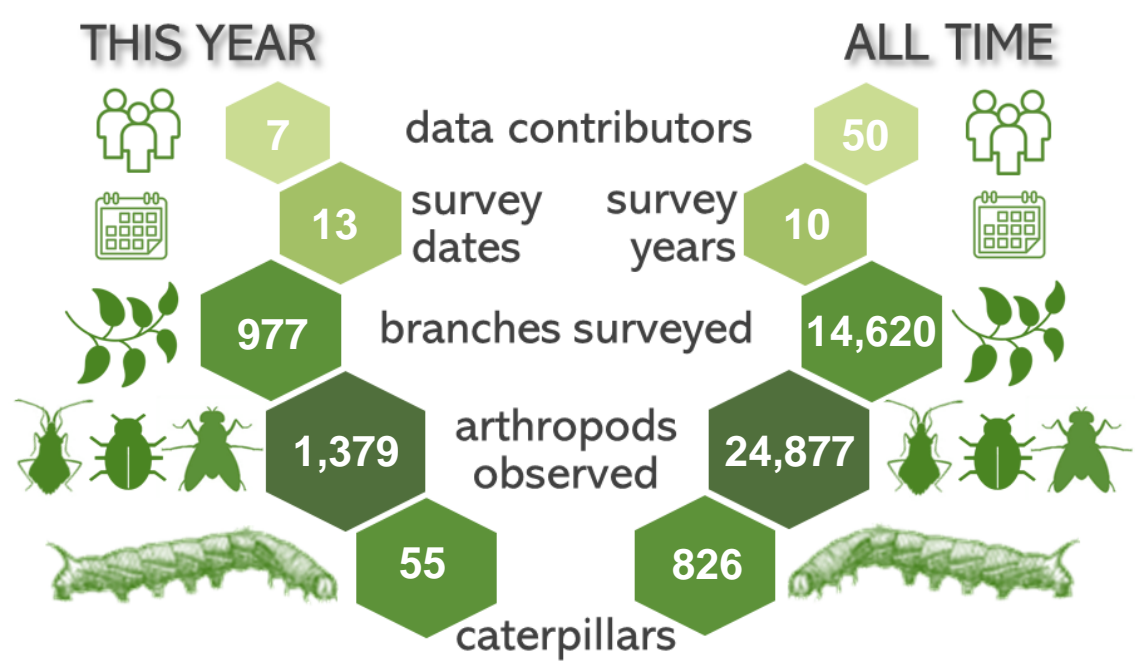 THIS YEAR
ALL TIME
7
data contributors
50
13
survey
dates
survey
years
10
977
branches surveyed
14,620
1,379
arthropods
observed
24,877
55
826
caterpillars